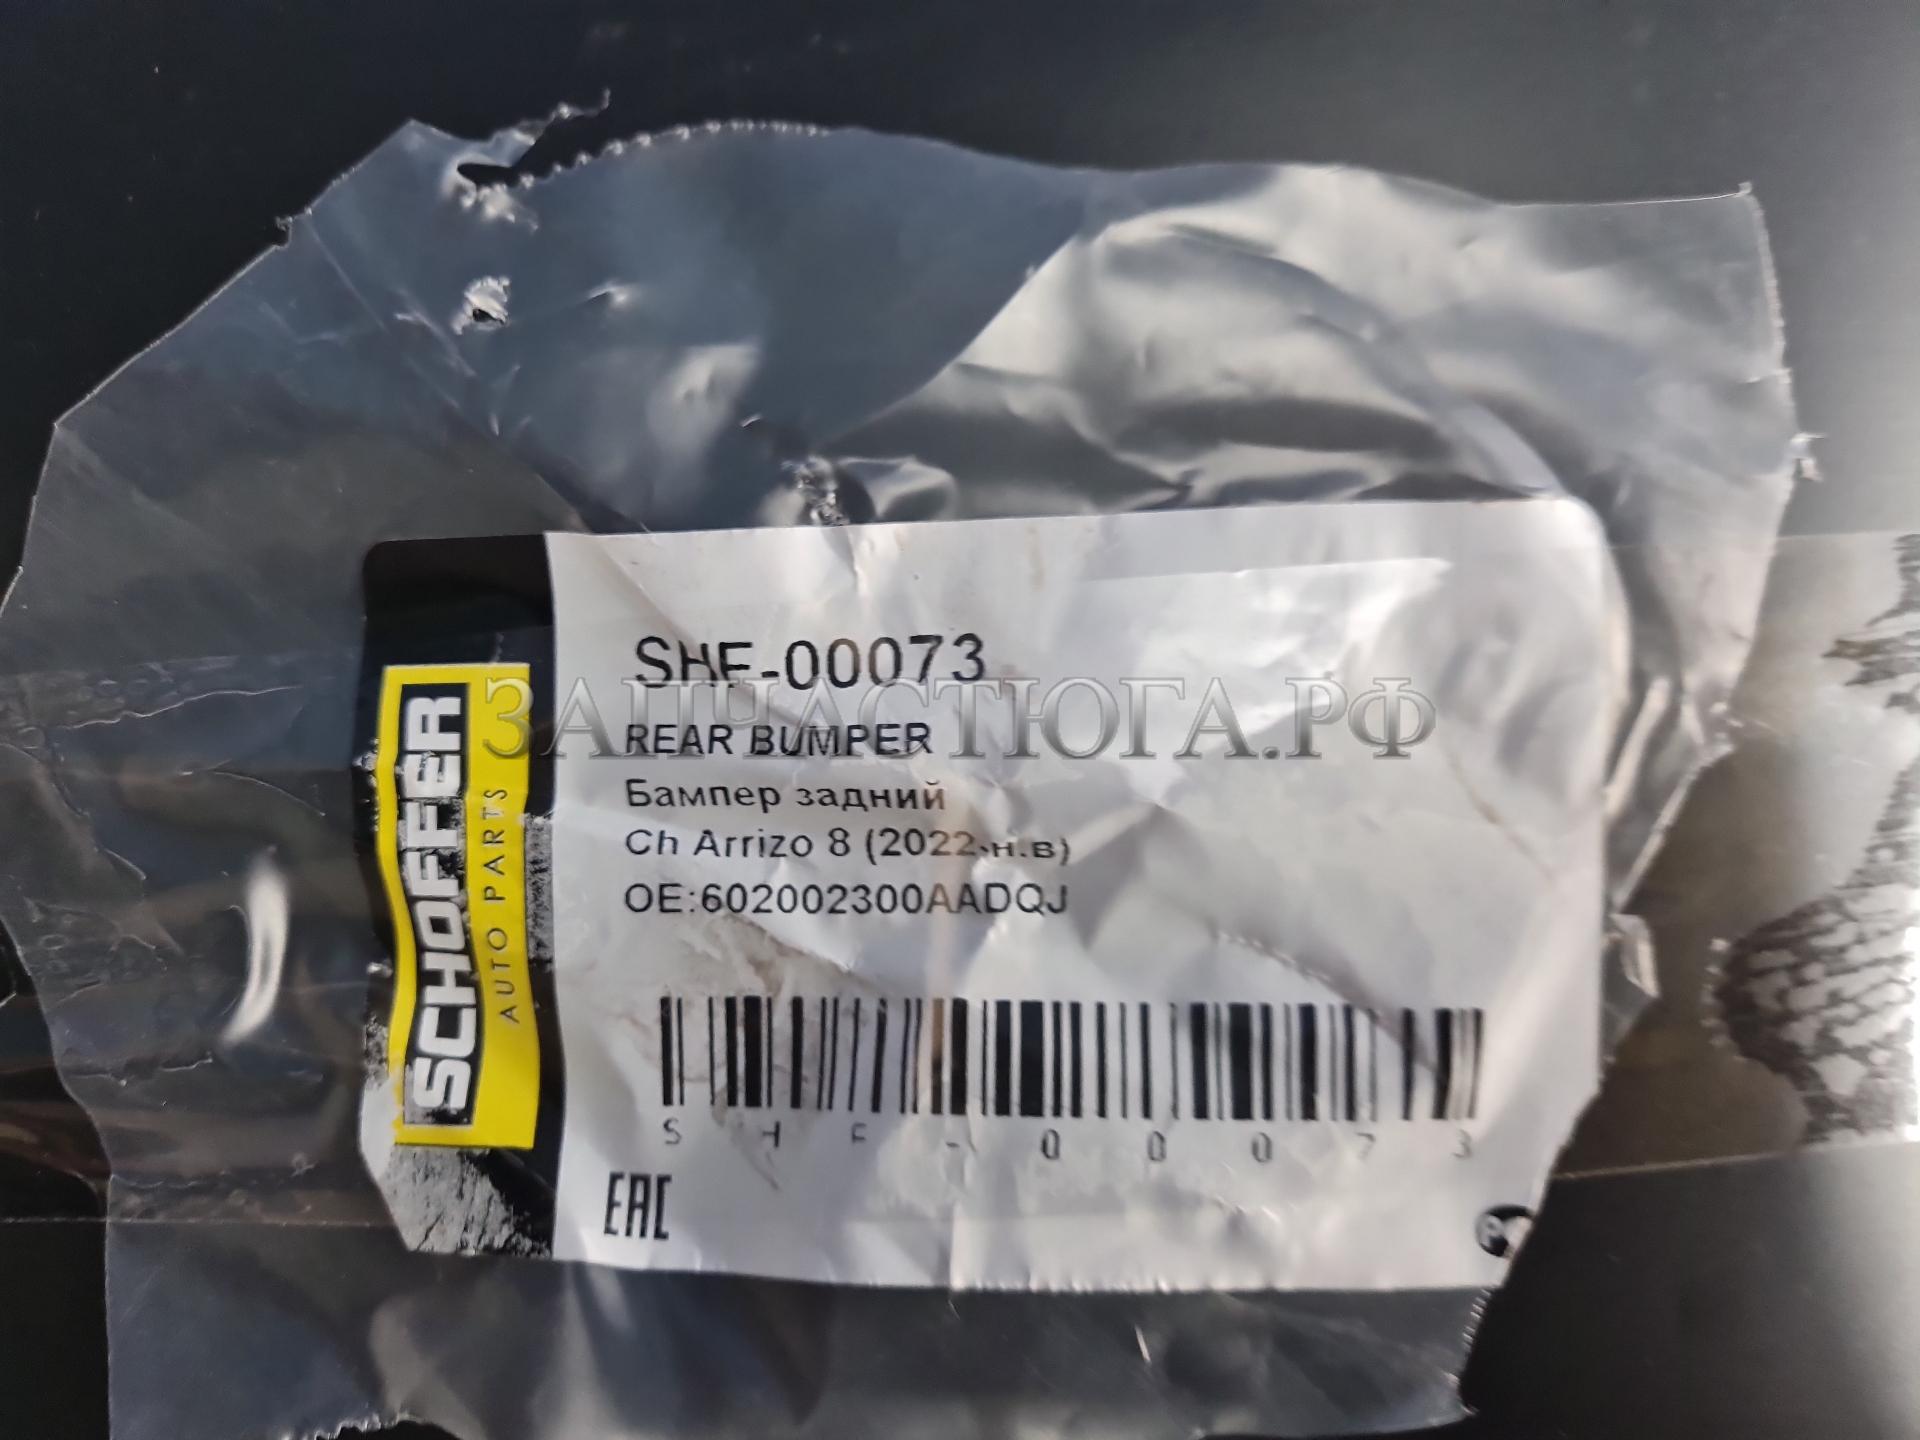 SHF-00073
ЗАПЧАСТЮГА.РФ
REAR BUMPER
Бампер задний
Ch Arrizo 8 (2022-н.в)
OE:602002300AADQJ
SCHOFFER
AUTO PARTS
SHF-00073
EAC